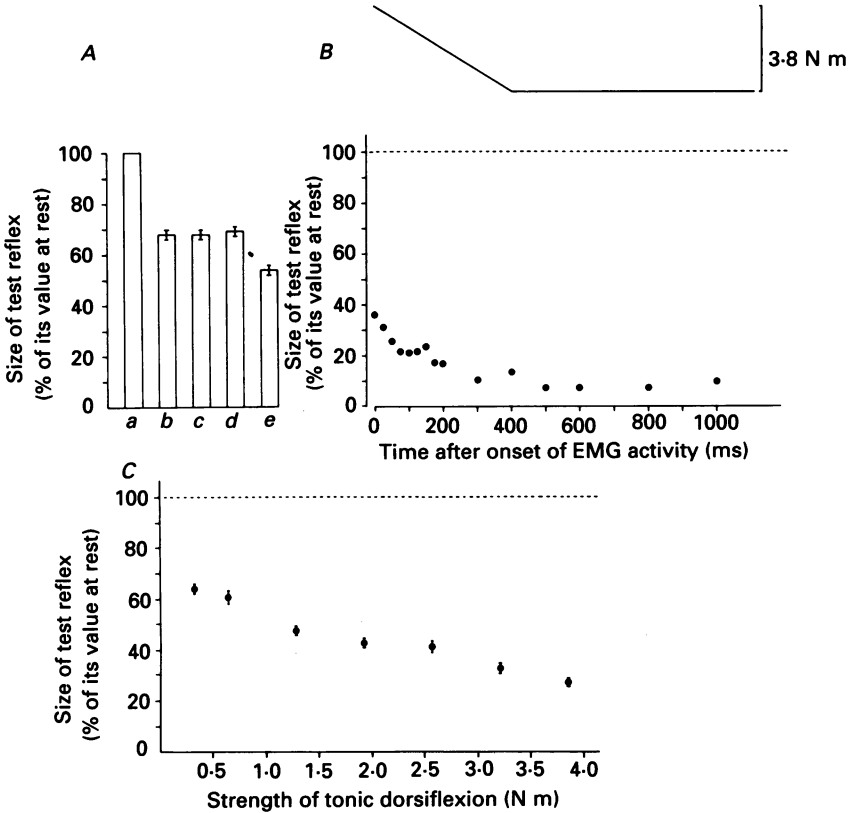 A
Size of test reflex
(% of its value at rest)
100
80
60
40
20
0
a b c d e
B
3·8 N m
Size of test reflex
(% of its value at rest)
100
80
60
40
20
0
0 200 400 600 800 1000
Time after onset of EMG activity (ms)
C
Size of test reflex
(% of its value at rest)
100
80
60
40
20
0
0·5 1·0 1·5 2·0 2·5 3·0 3·5 4·0
Strength of tonic dorsiflexion (N m)